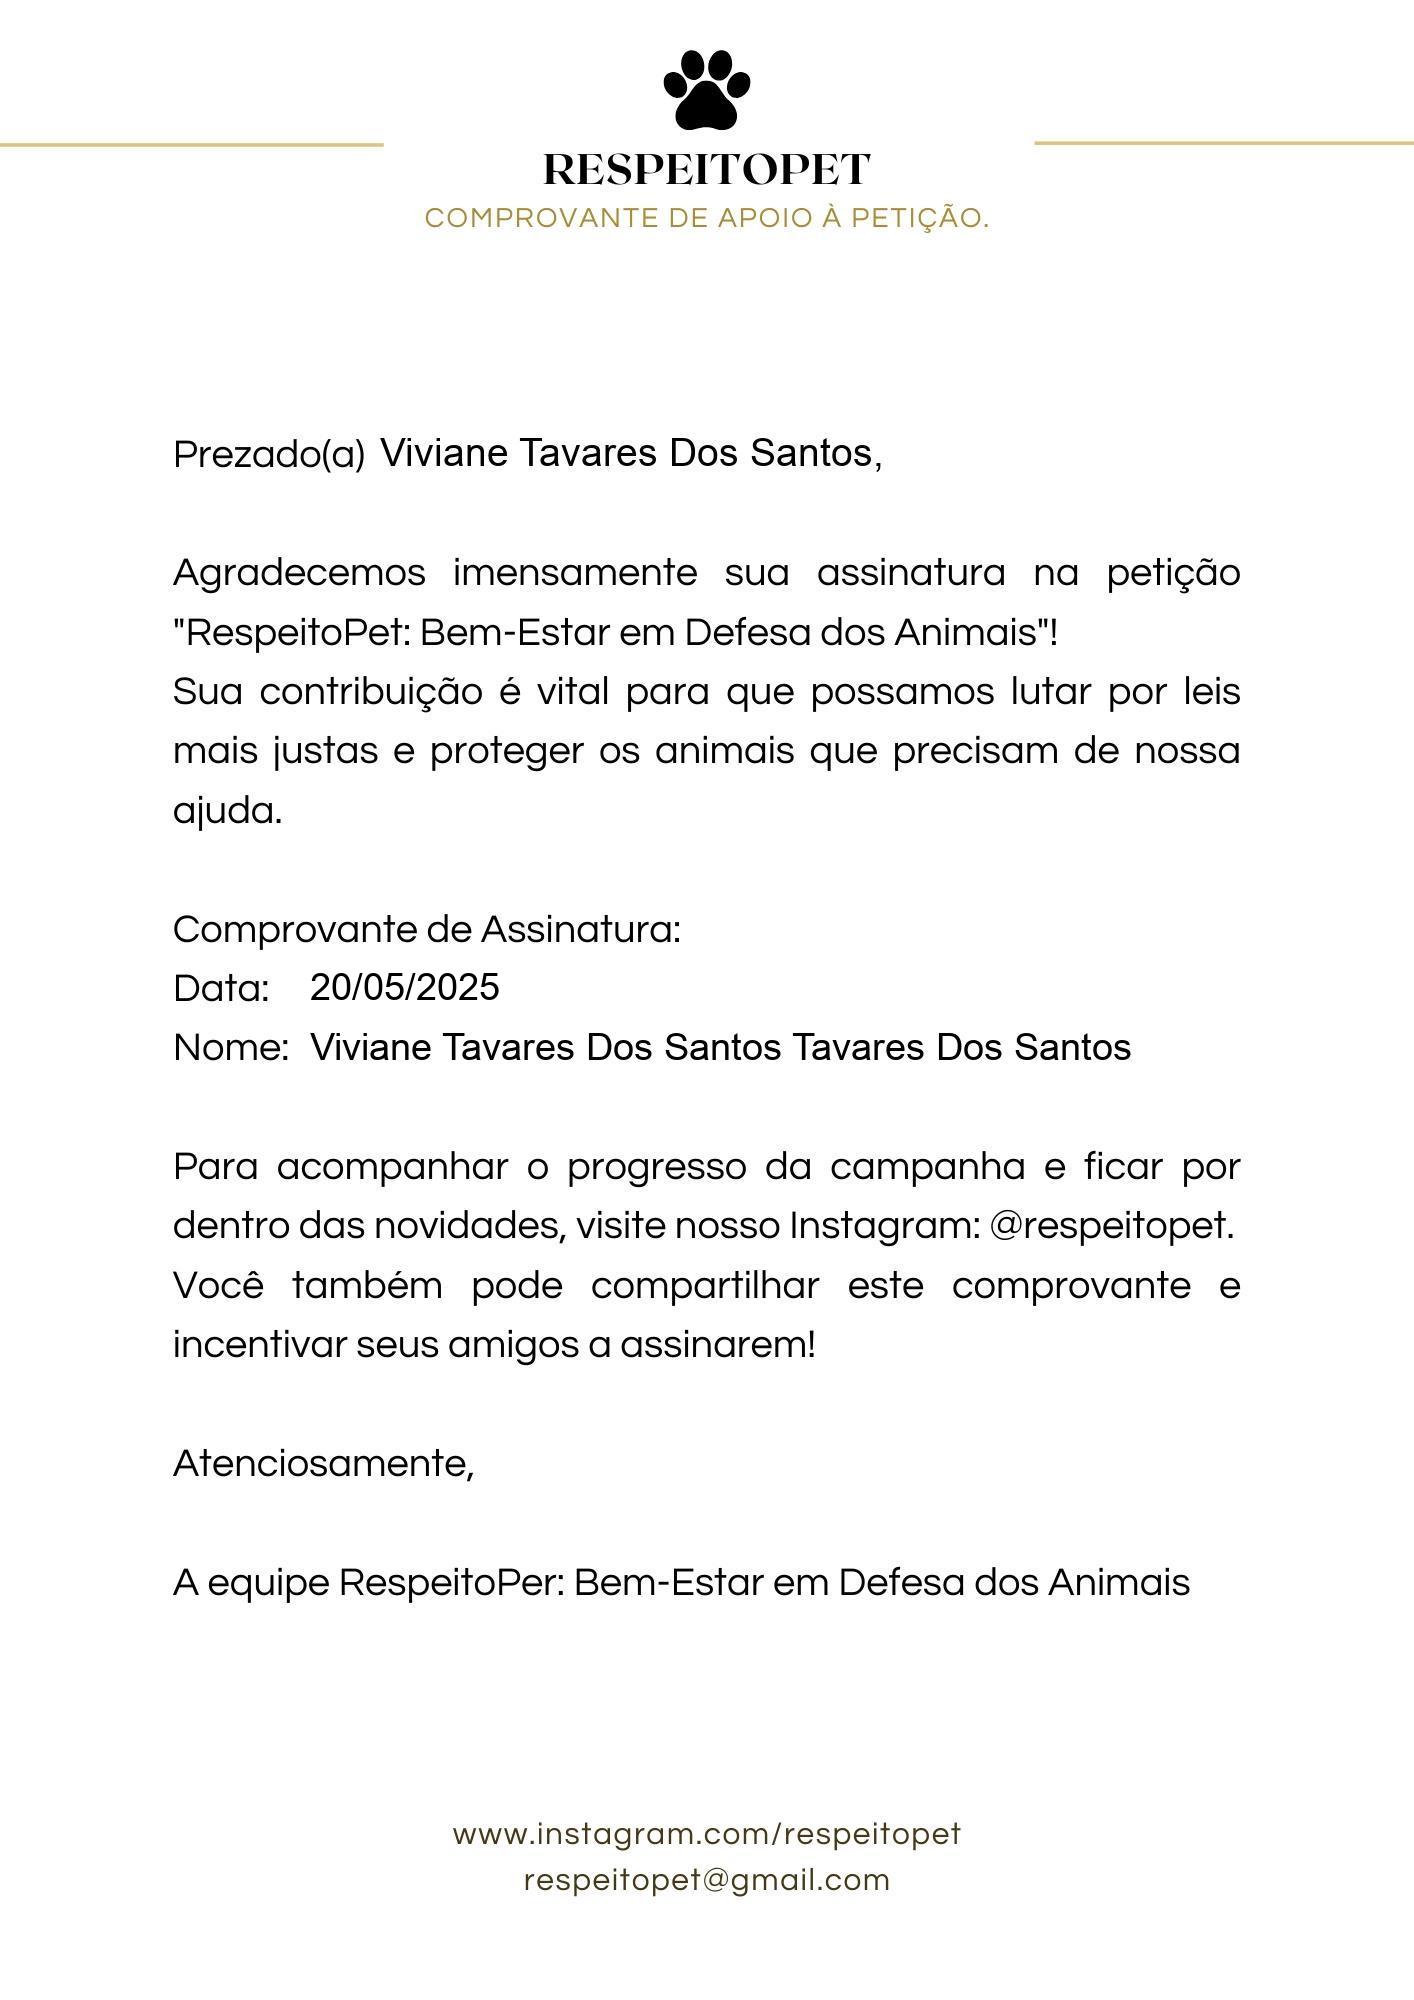 RESPEITOPET
COMPROVANTE DE APOIO À PETIÇÃO.
Prezado(a) Viviane Tavares Dos Santos,
Agradecemos imensamente sua assinatura na petição
"RespeitoPet: Bem-Estar em Defesa dos Animais"!
Sua contribuição é vital para que possamos lutar por leis
mais justas e proteger os animais que precisam de nossa
ajuda.
Comprovante de Assinatura:
Data: 20/05/2025
Nome: Viviane Tavares Dos Santos Tavares Dos Santos
Para acompanhar o progresso da campanha e ficar por
dentro das novidades, visite nosso Instagram: @respeitopet.
Você também pode compartilhar este comprovante e
incentivar seus amigos a assinarem!
Atenciosamente,
A equipe RespeitoPer: Bem-Estar em Defesa dos Animais
www.instagram.com/respeitopet
respeitopet@gmail.com